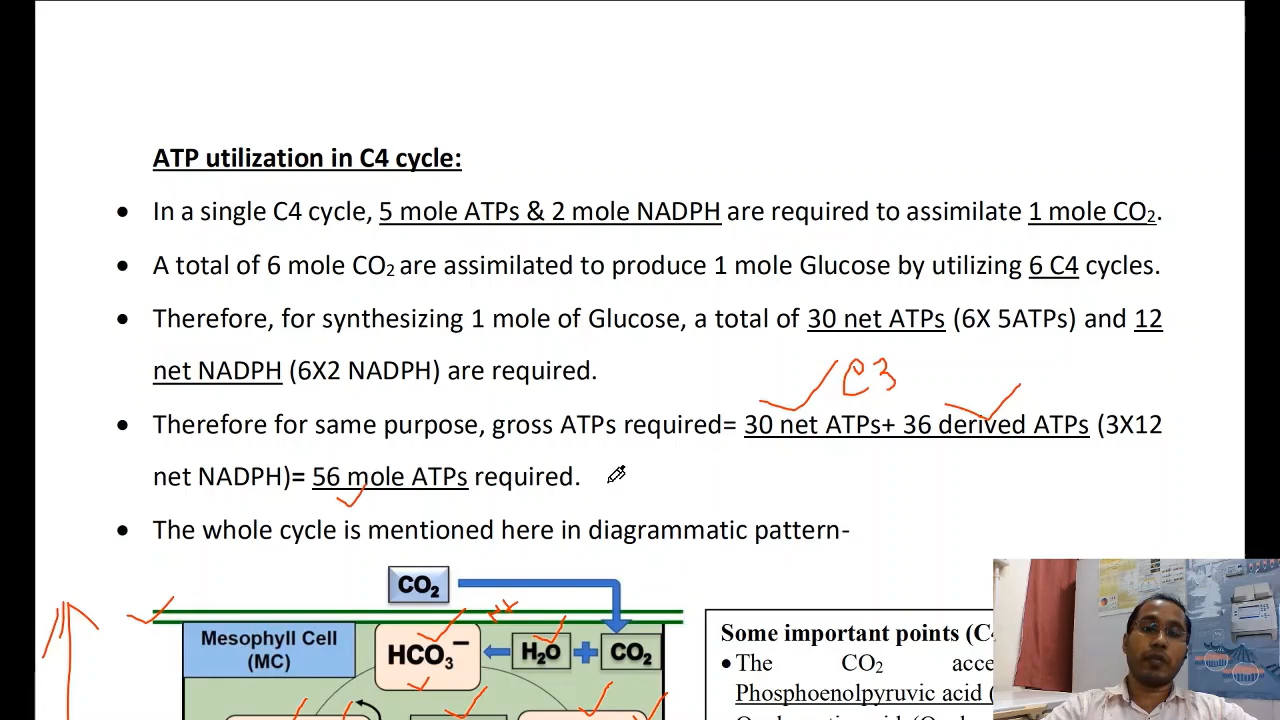 ATP utilization in C4 cycle:
• In a single C4 cycle, 5 mole ATPs & 2 mole NADPH are required to assimilate 1 mole CO₂.
• A total of 6 mole CO₂ are assimilated to produce 1 mole Glucose by utilizing 6 C4 cycles.
• Therefore, for synthesizing 1 mole of Glucose, a total of 30 net ATPs (6X 5ATPs) and 12
net NADPH (6X2 NADPH) are required.
C3
• Therefore for same purpose, gross ATPs required= 30 net ATPs+ 36 derived ATPs (3X12
net NADPH)= 56 mole ATPs required.
• The whole cycle is mentioned here in diagrammatic pattern-
CO₂
Mesophyll Cell
(MC)
HCO₃⁻
H₂O
CO₂
Some important points
• The CO₂
Phosphoenolpyruvic acid